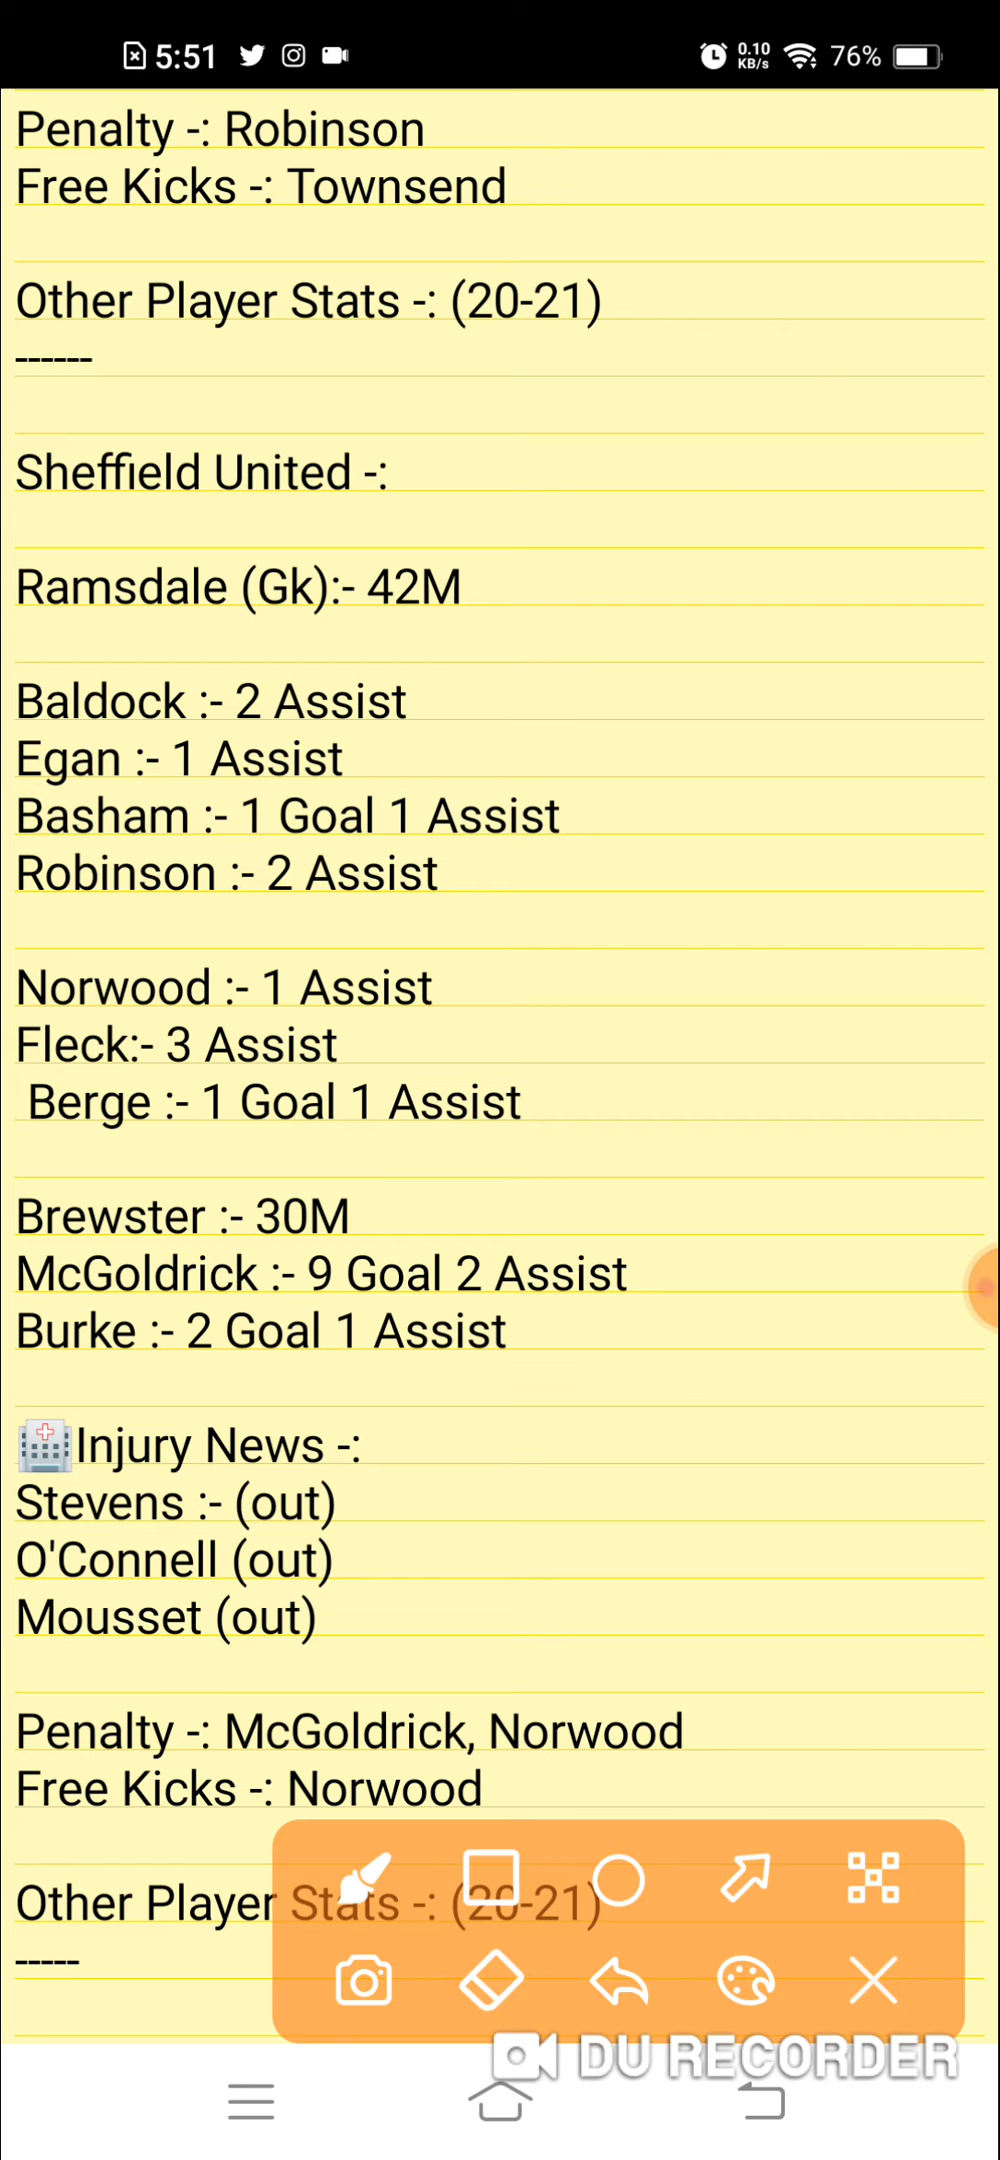 5:51 0.10 KB/s 76%
Penalty -: Robinson
Free Kicks -: Townsend
Other Player Stats -: (20-21)
------
Sheffield United -:
Ramsdale (Gk):- 42M
Baldock :- 2 Assist
Egan :- 1 Assist
Basham :- 1 Goal 1 Assist
Robinson :- 2 Assist
Norwood :- 1 Assist
Fleck:- 3 Assist
Berge :- 1 Goal 1 Assist
Brewster :- 30M
McGoldrick :- 9 Goal 2 Assist
Burke :- 2 Goal 1 Assist
🏥Injury News -:
Stevens :- (out)
O'Connell (out)
Mousset (out)
Penalty -: McGoldrick, Norwood
Free Kicks -: Norwood
Other Player Stats -: (20-21)
-----
DU RECORDER